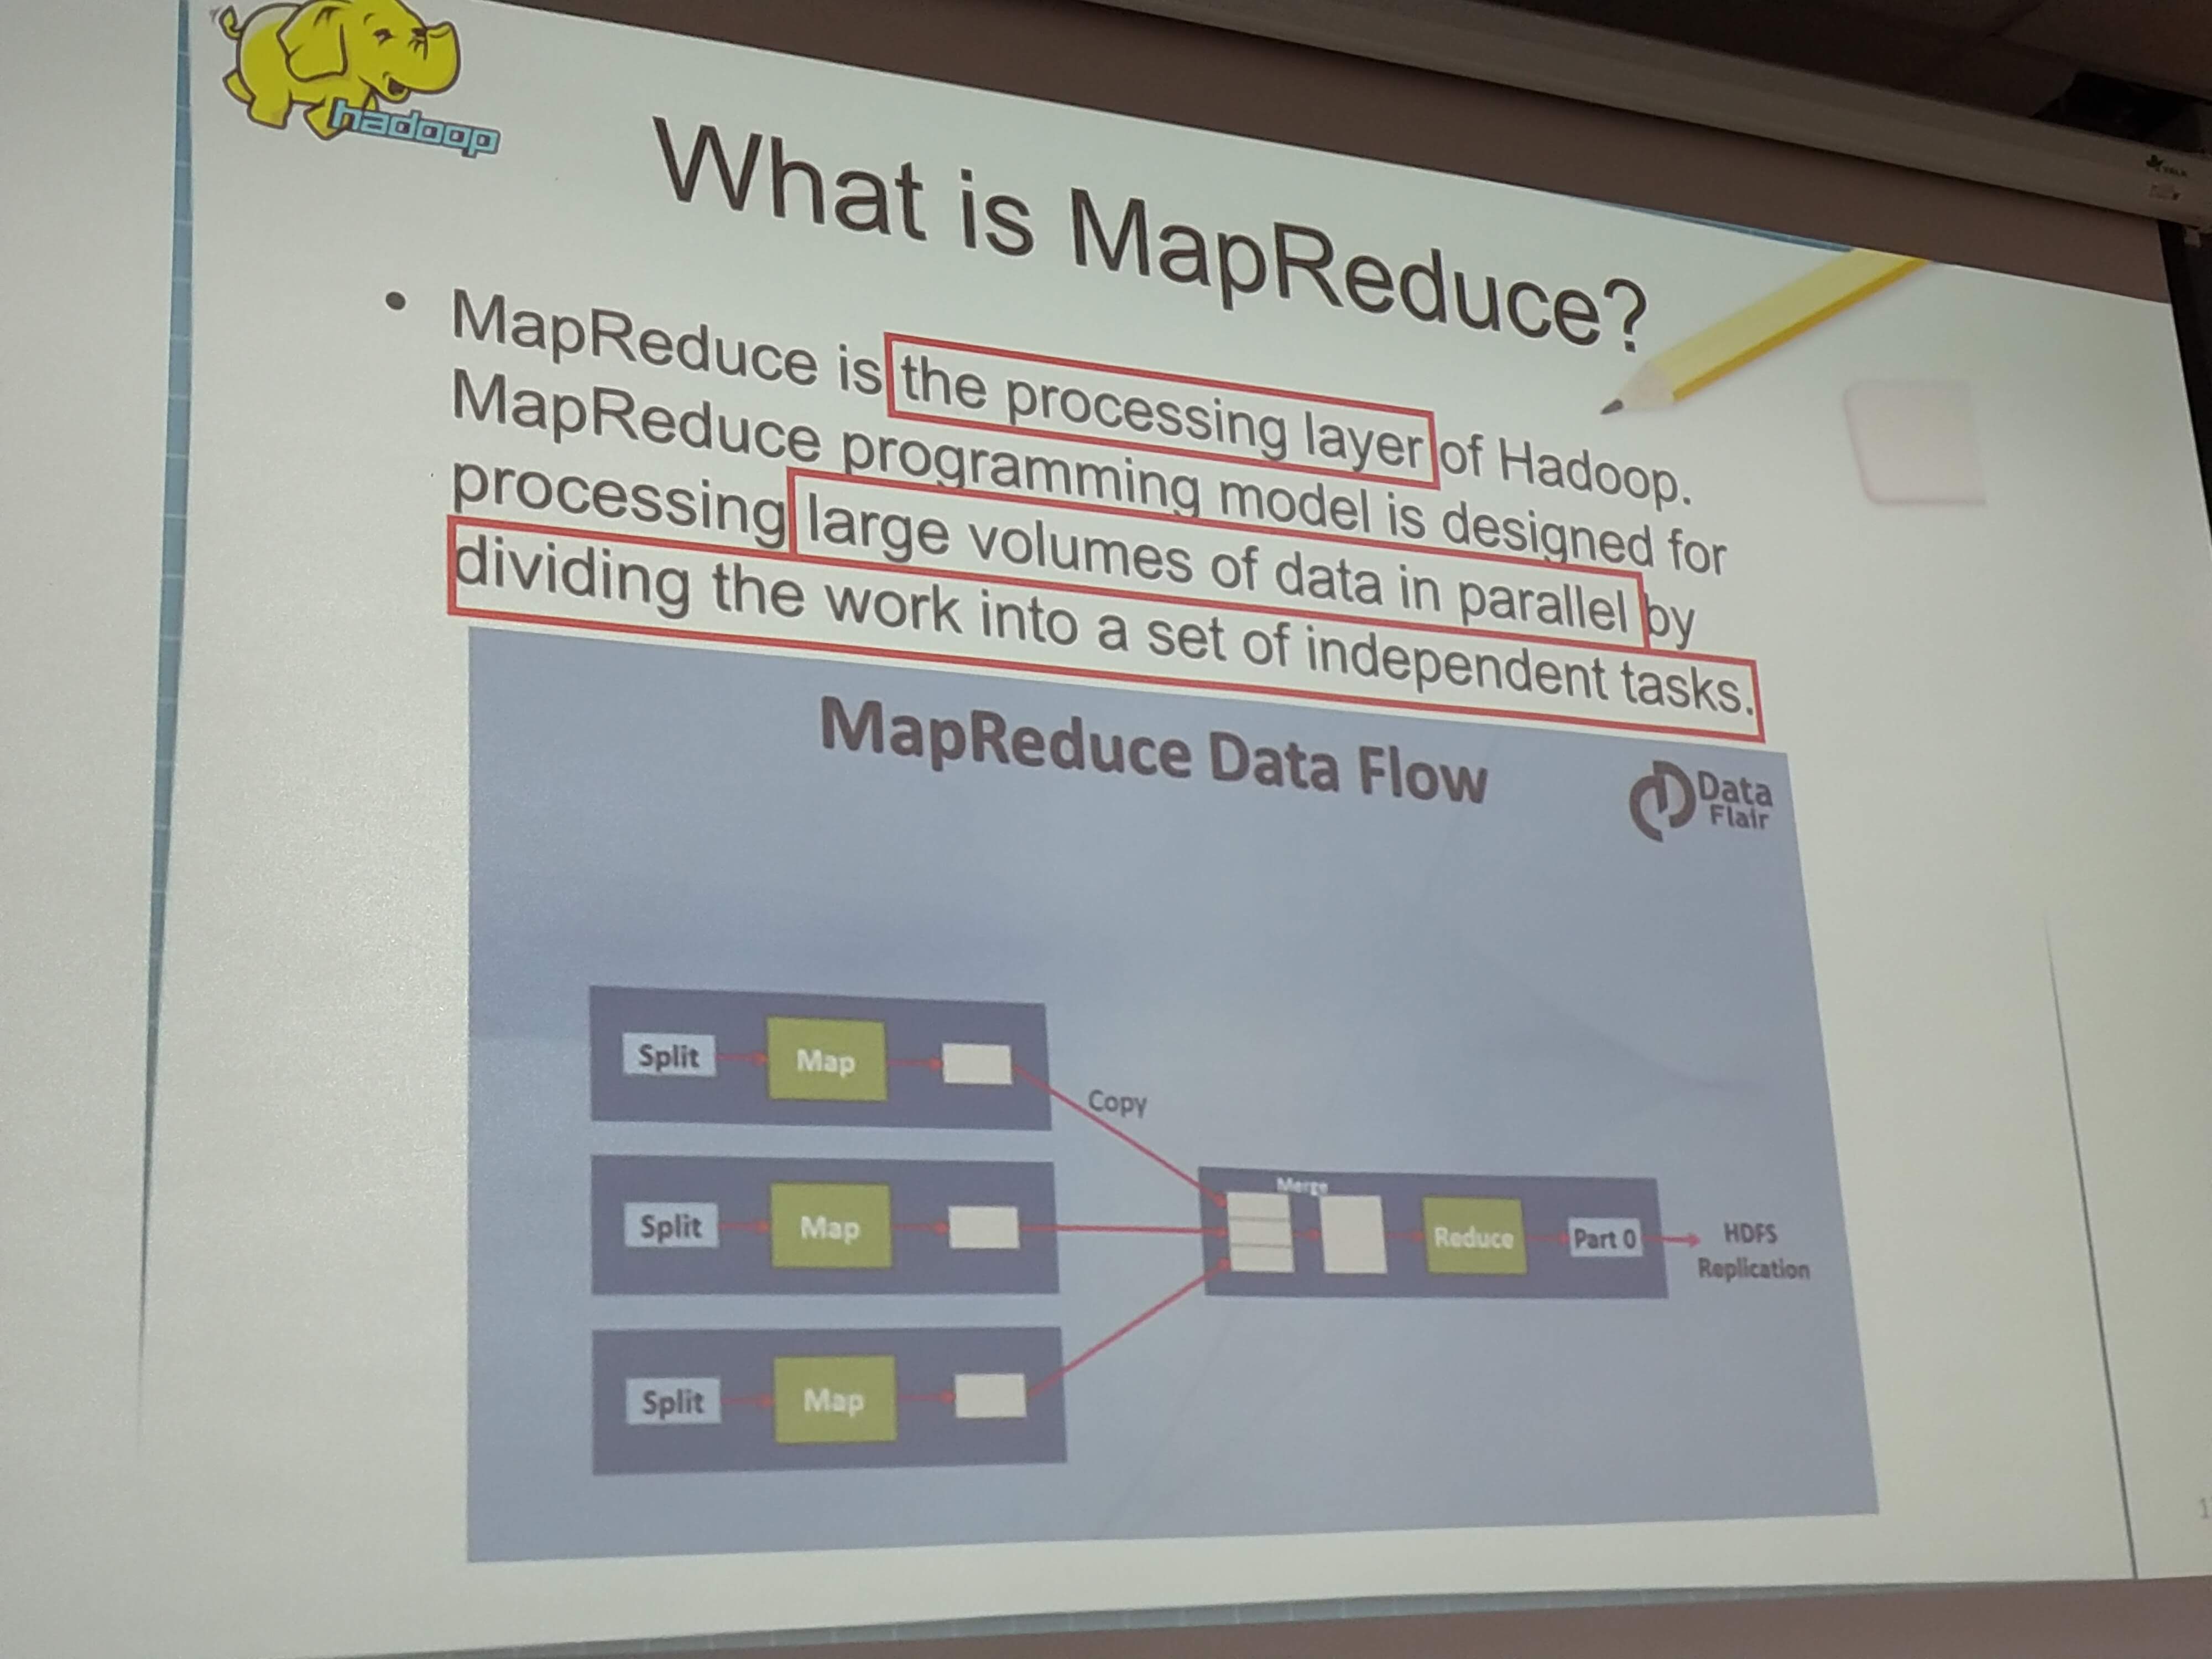 hadoop
What is MapReduce?
• MapReduce is the processing layer of Hadoop.
MapReduce programming model is designed for
processing large volumes of data in parallel by
dividing the work into a set of independent tasks.
MapReduce Data Flow
Data
Flair
Split
Map
Copy
Split
Map
Merge
Reduce
Part 0
HDFS
Replication
Split
Map